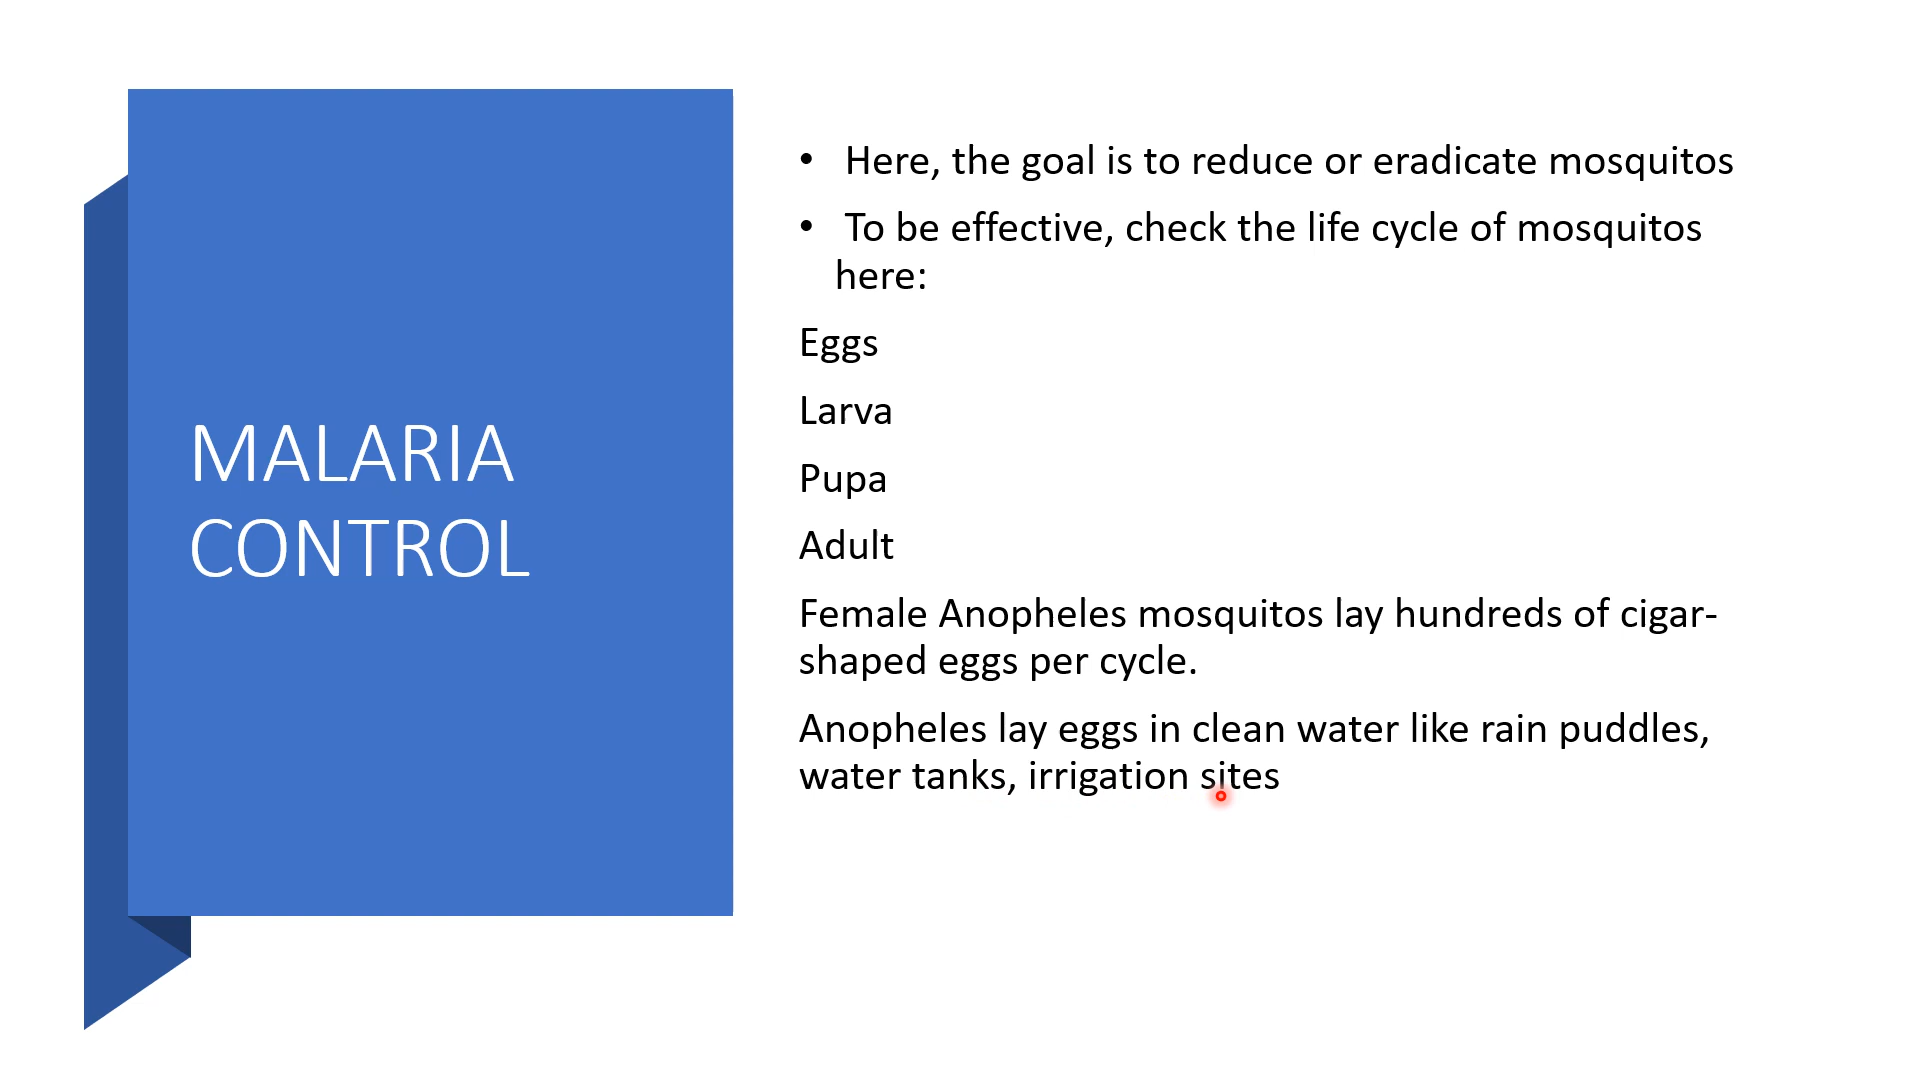 MALARIA
CONTROL
• Here, the goal is to reduce or eradicate mosquitos
• To be effective, check the life cycle of mosquitos
here:
Eggs
Larva
Pupa
Adult
Female Anopheles mosquitos lay hundreds of cigar-
shaped eggs per cycle.
Anopheles lay eggs in clean water like rain puddles,
water tanks, irrigation sites